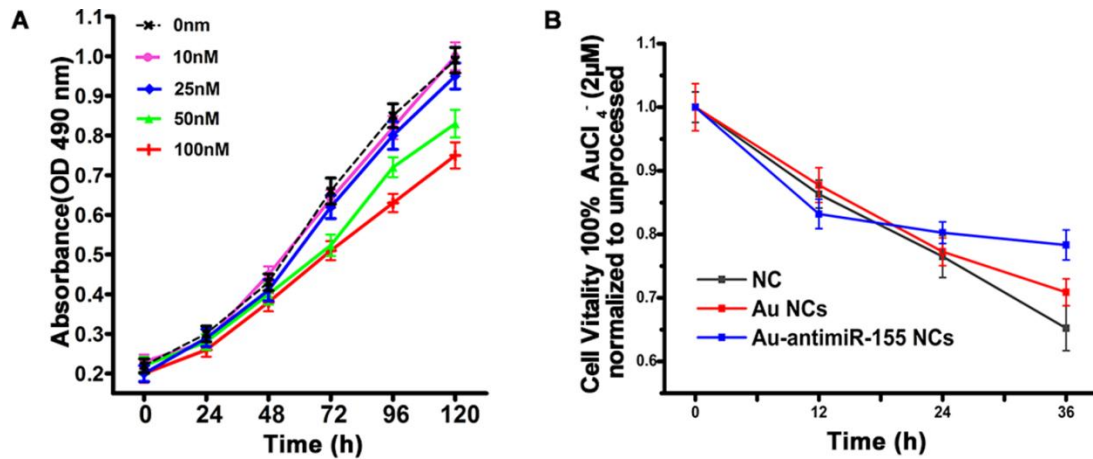 A
Absorbance(OD 490 nm)
1.1
1.0
0.9
0.8
0.7
0.6
0.5
0.4
0.3
0.2
0nm
10nM
25nM
50nM
100nM
0 24 48 72 96 120
Time (h)
B
Cell Vitality 100% AuCl4- (2μM)
normalized to unprocessed
1.1
1.0
0.9
0.8
0.7
0.6
NC
Au NCs
Au-antimiR-155 NCs
0 12 24 36
Time (h)